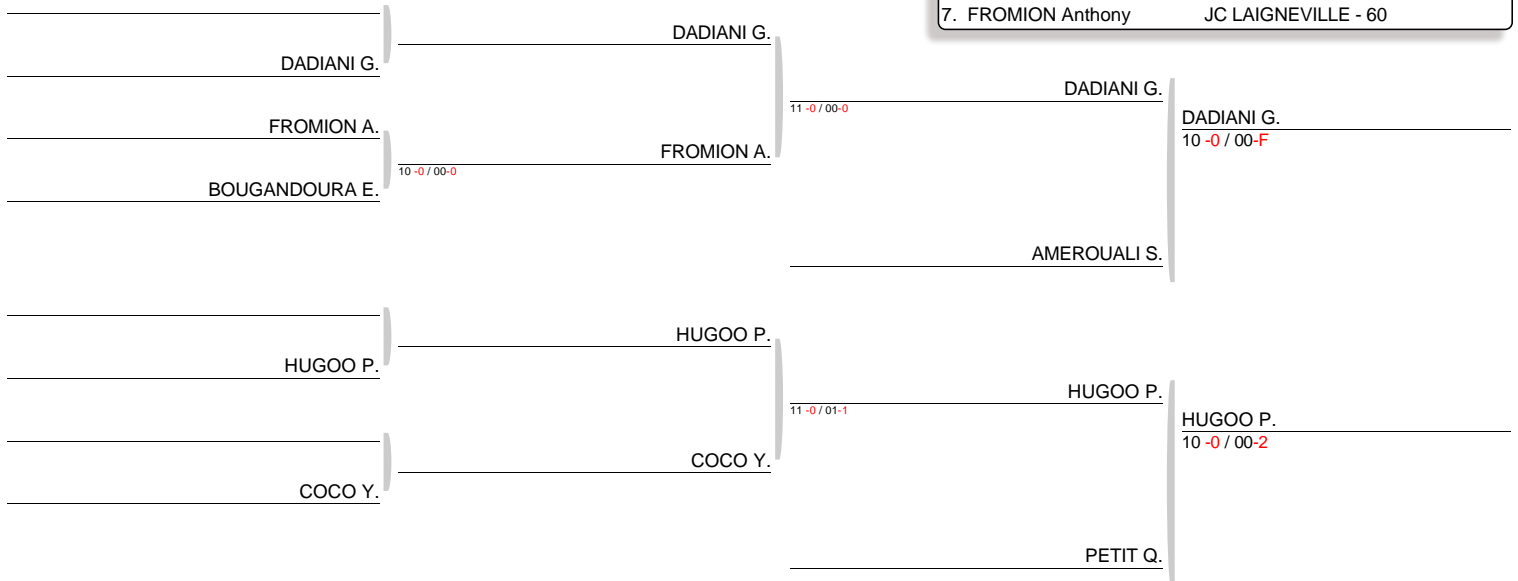 7. FROMION Anthony JC LAIGNEVILLE - 60
DADIANI G.
DADIANI G.
FROMION A.
BOUGANDOURA E.
FROMION A.
10 -0 / 00-0
DADIANI G.
11 -0 / 00-0
DADIANI G.
10 -0 / 00-F
AMEROUALI S.
HUGOO P.
HUGOO P.
COCO Y.
COCO Y.
HUGOO P.
11 -0 / 01-1
HUGOO P.
10 -0 / 00-2
PETIT Q.